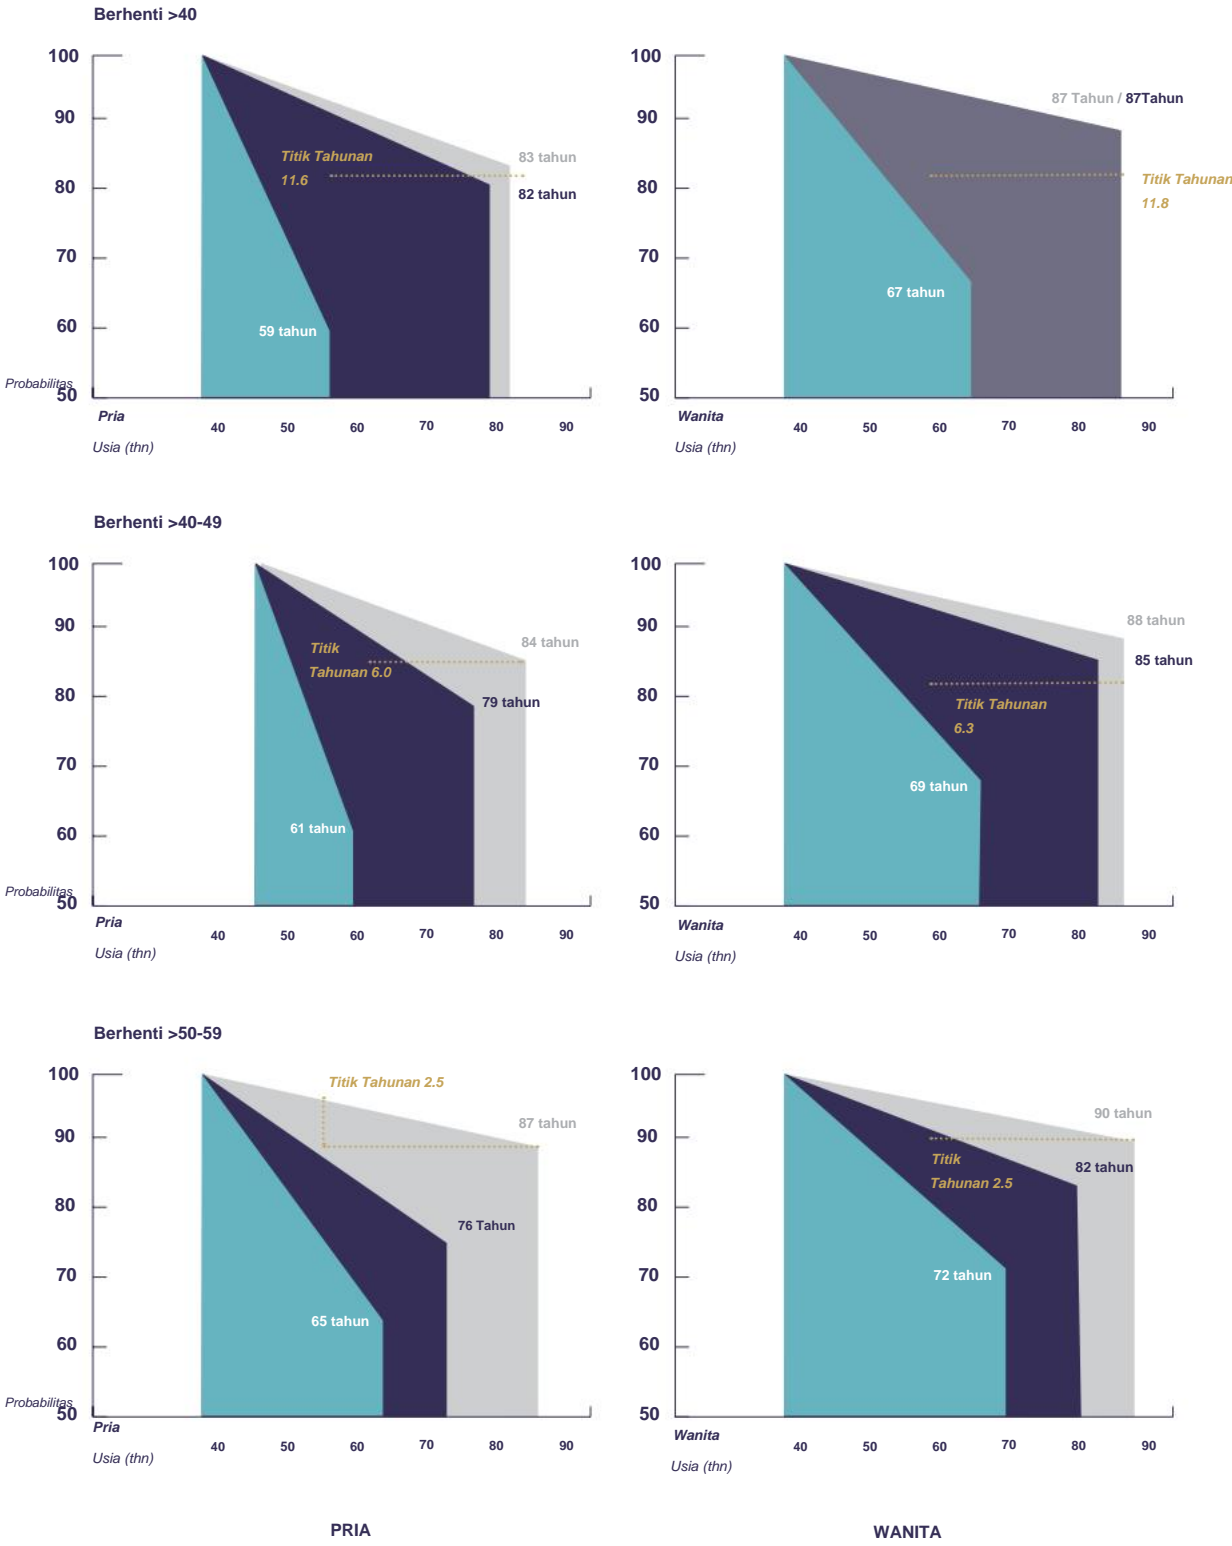 Berhenti >40
100
90
80
70
60
50
Probabilitas
Titik Tahunan
11.6
83 tahun
82 tahun
59 tahun
Pria
40 50 60 70 80 90
Usia (thn)
100
90
80
70
60
50
87 Tahun / 87Tahun
Titik Tahunan
11.8
67 tahun
Wanita
40 50 60 70 80 90
Usia (thn)
Berhenti >40-49
100
90
80
70
60
50
Probabilitas
Titik
Tahunan 6.0
84 tahun
79 tahun
61 tahun
Pria
40 50 60 70 80 90
Usia (thn)
100
90
80
70
60
50
88 tahun
85 tahun
Titik Tahunan
6.3
69 tahun
Wanita
40 50 60 70 80 90
Usia (thn)
Berhenti >50-59
100
90
80
70
60
50
Probabilitas
Titik Tahunan 2.5
87 tahun
76 Tahun
65 tahun
Pria
40 50 60 70 80 90
Usia (thn)
100
90
80
70
60
50
90 tahun
Titik
Tahunan 2.5
82 tahun
72 tahun
Wanita
40 50 60 70 80 90
Usia (thn)
PRIA
WANITA